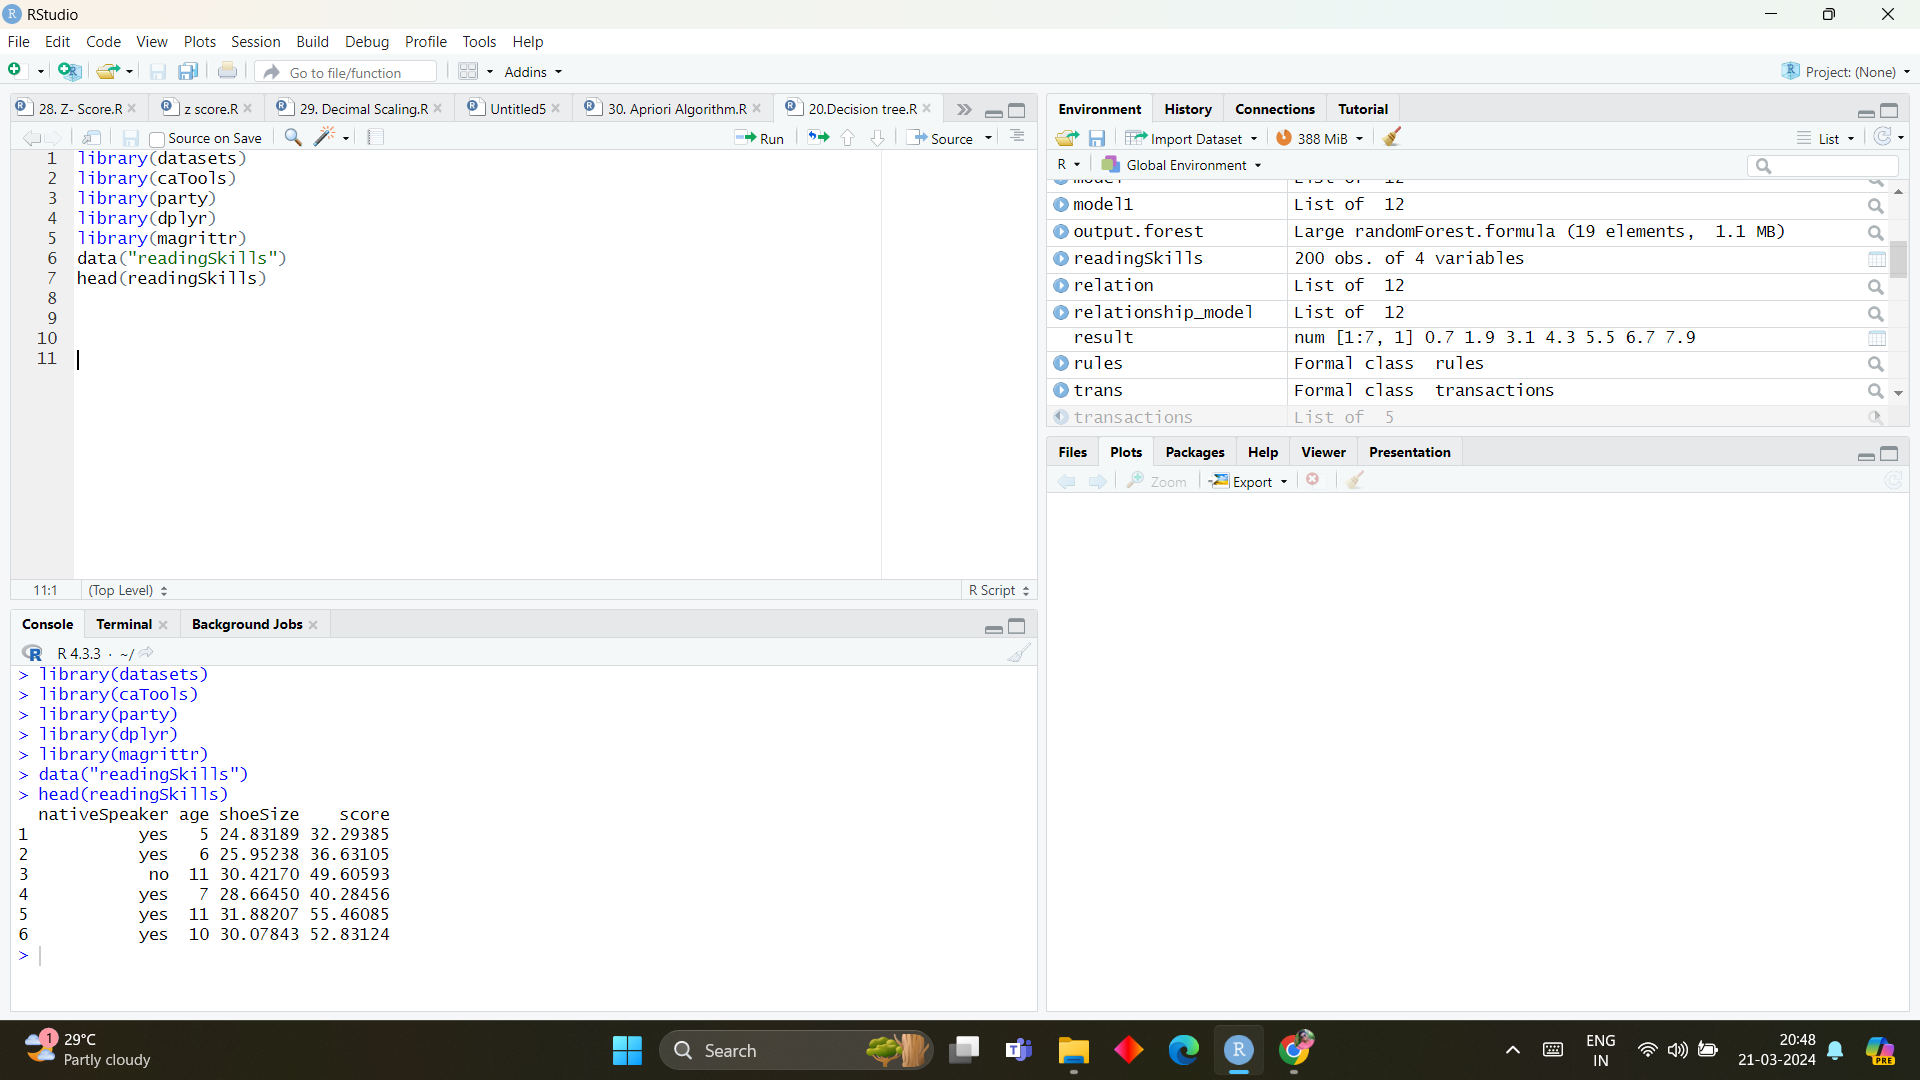 RStudio
File Edit Code View Plots Session Build Debug Profile Tools Help
Go to file/function Addins Project: (None)
28. Z- Score.R z score.R 29. Decimal Scaling.R Untitled5 30. Apriori Algorithm.R 20.Decision tree.R
Source on Save Run Source
1 library(datasets)
2 library(caTools)
3 library(party)
4 library(dplyr)
5 library(magrittr)
6 data("readingSkills")
7 head(readingSkills)
8
9
10
11
11:1 (Top Level) R Script
Console Terminal Background Jobs
R 4.3.3 · ~/
> library(datasets)
> library(caTools)
> library(party)
> library(dplyr)
> library(magrittr)
> data("readingSkills")
> head(readingSkills)
nativeSpeaker age shoeSize score
1 yes 5 24.83189 32.29385
2 yes 6 25.95238 36.63105
3 no 11 30.42170 49.60593
4 yes 7 28.66450 40.28456
5 yes 11 31.88207 55.46085
6 yes 10 30.07843 52.83124
>
Environment History Connections Tutorial
Import Dataset 388 MiB List
R Global Environment
model1 List of 12
output.forest Large randomForest.formula (19 elements, 1.1 MB)
readingSkills 200 obs. of 4 variables
relation List of 12
relationship_model List of 12
result num [1:7, 1] 0.7 1.9 3.1 4.3 5.5 6.7 7.9
rules Formal class rules
trans Formal class transactions
transactions List of 5
Files Plots Packages Help Viewer Presentation
Zoom Export
1 29°C
Partly cloudy
Search
ENG
IN
20:48
21-03-2024
PRE